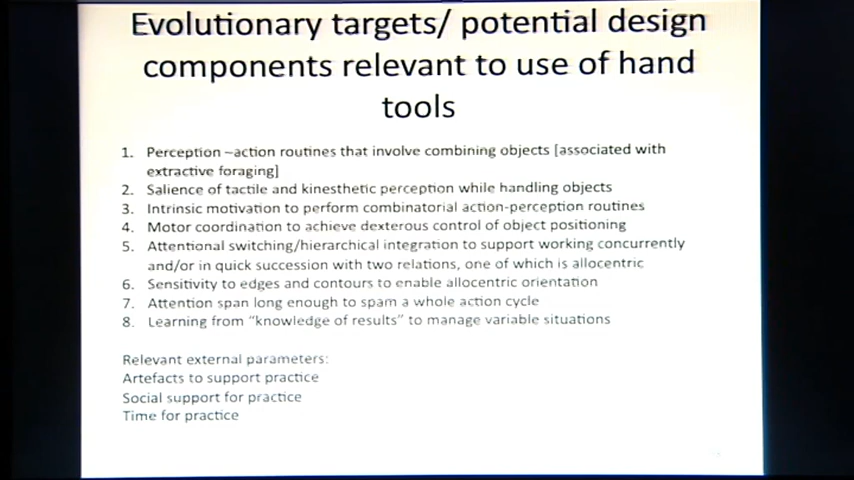 Evolutionary targets/ potential design
components relevant to use of hand
tools
1. Perception –action routines that involve combining objects [associated with
extractive foraging]
2. Salience of tactile and kinesthetic perception while handling objects
3. Intrinsic motivation to perform combinatorial action-perception routines
4. Motor coordination to achieve dexterous control of object positioning
5. Attentional switching/hierarchical integration to support working concurrently
and/or in quick succession with two relations, one of which is allocentric
6. Sensitivity to edges and contours to enable allocentric orientation
7. Attention span long enough to spam a whole action cycle
8. Learning from “knowledge of results” to manage variable situations
Relevant external parameters:
Artefacts to support practice
Social support for practice
Time for practice